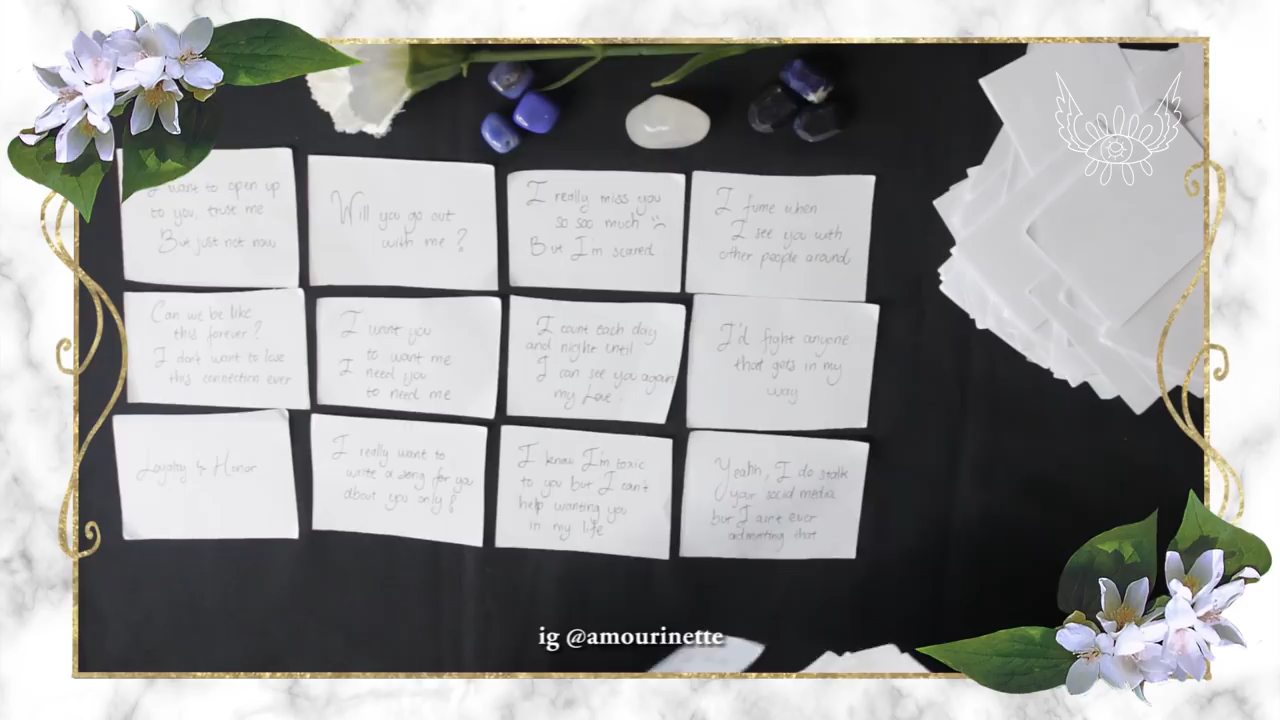 I want to open up
to you, trust me
But just not now
Will you go out
with me?
I really miss you
so soo much :(
But I'm scared
I fume when
I see you with
other people around
Can we be like
this forever?
I don't want to lose
this connection ever
I want you
to want me
I need you
to need me
I count each day
and night until
I can see you again
my Love!
I'd fight anyone
that gets in my
way
Loyalty & Honor
I really want to
write a song for you
about you only!
I know I'm toxic
to you but I can't
help wanting you
in my life
Yeahh, I do stalk
your social media
but I ain't ever
admitting that
ig @amourinette